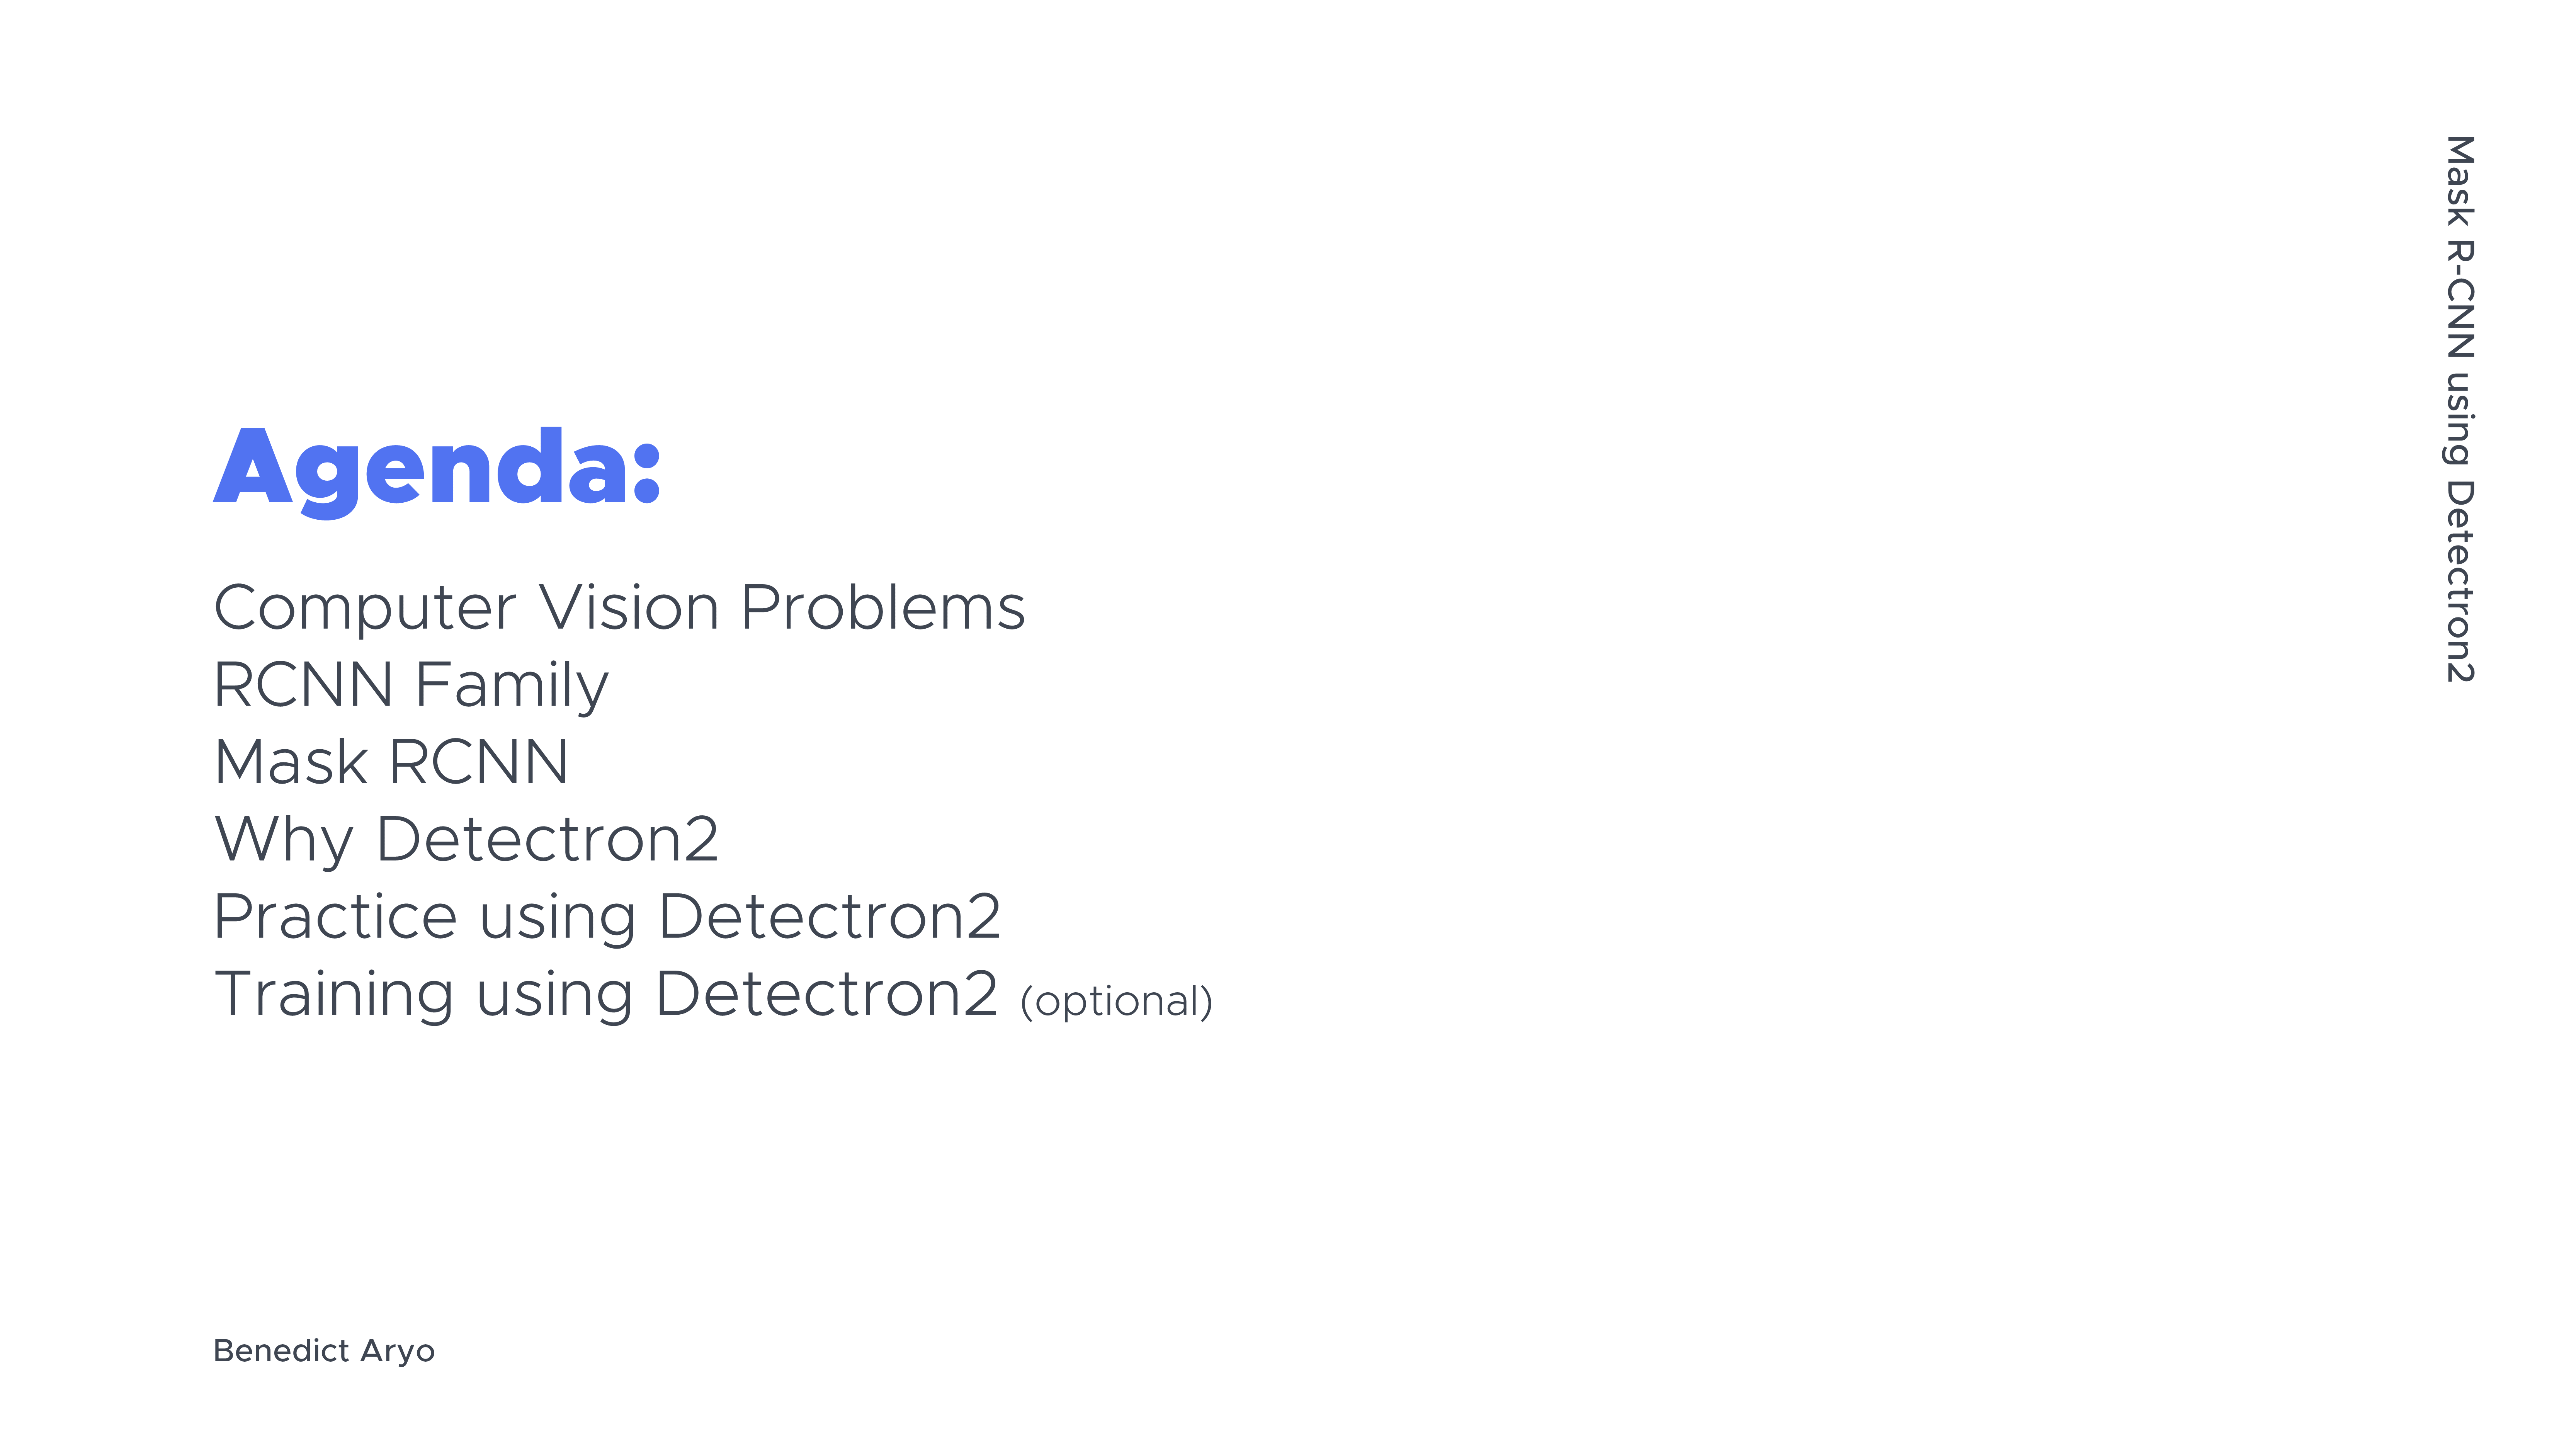 Mask R-CNN using Detectron2
Agenda:
Computer Vision Problems
RCNN Family
Mask RCNN
Why Detectron2
Practice using Detectron2
Training using Detectron2 (optional)
Benedict Aryo